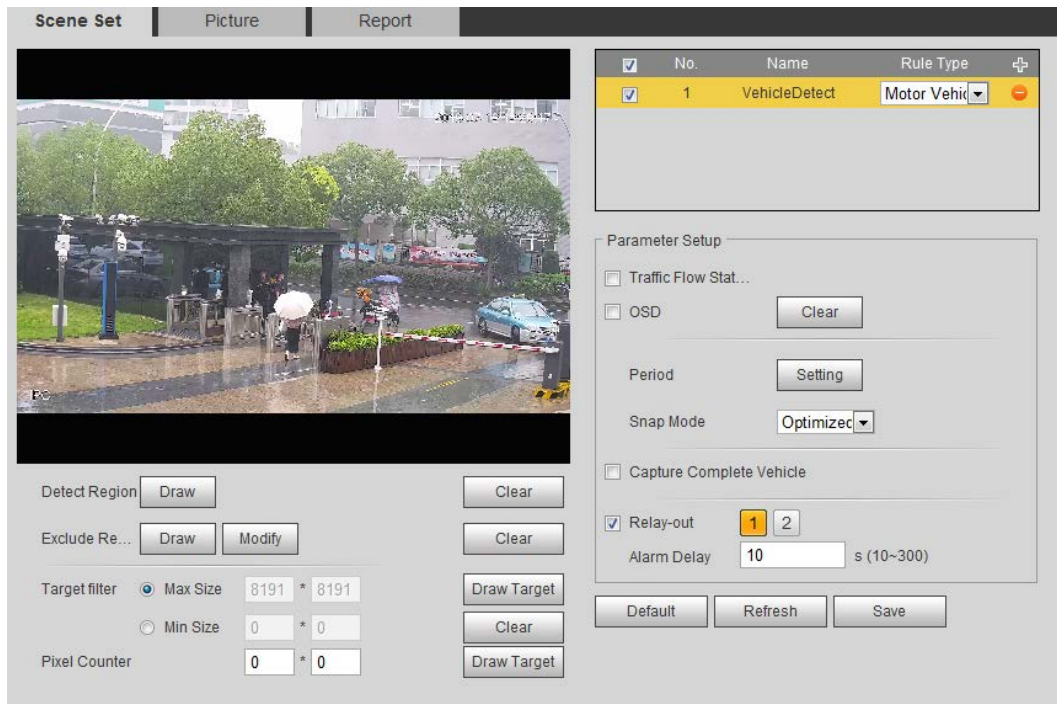 Scene Set Picture Report
No. Name Rule Type
1 VehicleDetect Motor Vehic
Parameter Setup
Traffic Flow Stat...
OSD Clear
Period Setting
Snap Mode Optimized
Capture Complete Vehicle
Relay-out 1 2
Alarm Delay 10 s (10~300)
Default Refresh Save
PC
Detect Region Draw Clear
Exclude Re... Draw Modify Clear
Target filter Max Size 8191 * 8191 Draw Target
Min Size 0 * 0 Clear
Pixel Counter 0 * 0 Draw Target